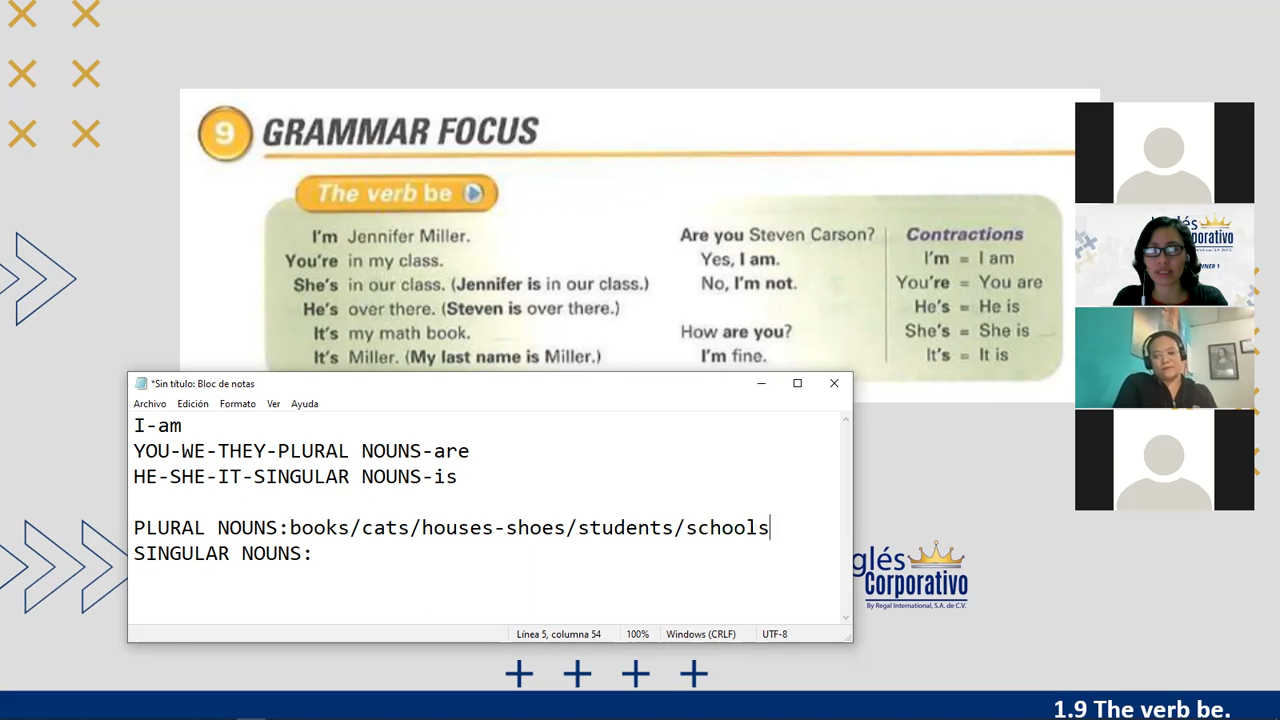 9 GRAMMAR FOCUS
The verb be
I'm Jennifer Miller.
You're in my class.
She's in our class. (Jennifer is in our class.)
He's over there. (Steven is over there.)
It's my math book.
It's Miller. (My last name is Miller.)
Are you Steven Carson?
Yes, I am.
No, I'm not.
How are you?
I'm fine.
Contractions
I'm = I am
You're = You are
He's = He is
She's = She is
It's = It is
*Sin título: Bloc de notas
Archivo Edición Formato Ver Ayuda
I-am
YOU-WE-THEY-PLURAL NOUNS-are
HE-SHE-IT-SINGULAR NOUNS-is
PLURAL NOUNS:books/cats/houses-shoes/students/schools
SINGULAR NOUNS:
Línea 5, columna 54 100% Windows (CRLF) UTF-8
glés
Corporativo
By Regal International, S.A. de C.V.
1.9 The verb be.